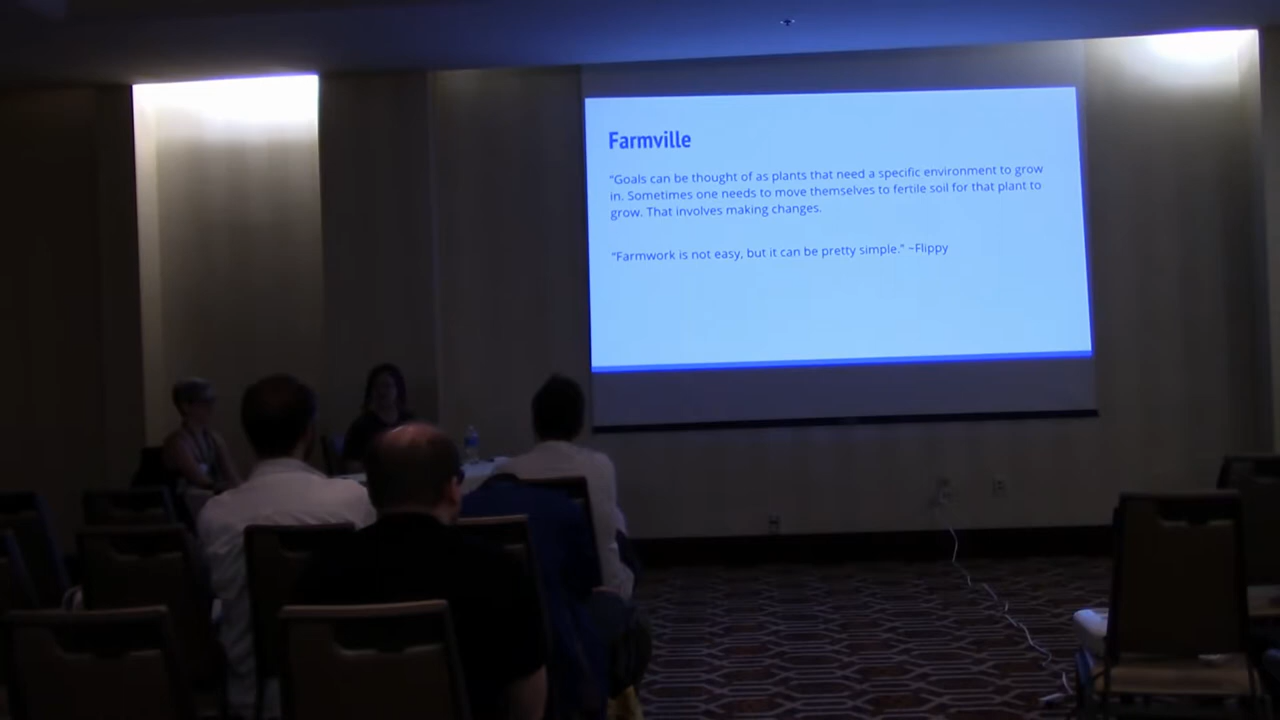 Farmville
"Goals can be thought of as plants that need a specific environment to grow
in. Sometimes one needs to move themselves to fertile soil for that plant to
grow. That involves making changes.
"Farmwork is not easy, but it can be pretty simple." ~Flippy